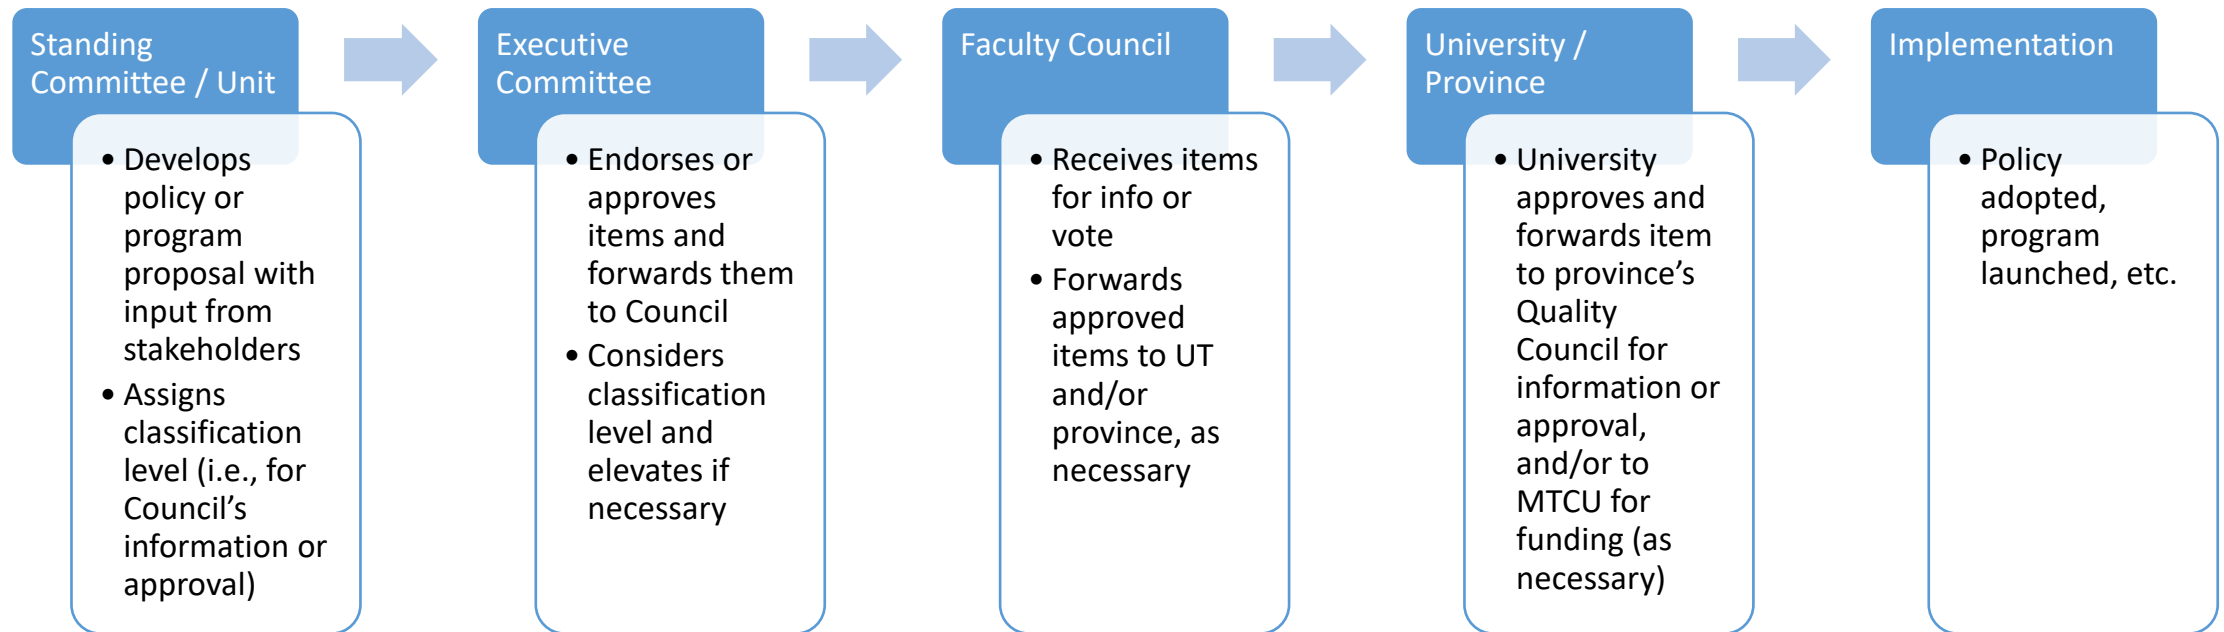 Standing
Committee / Unit
• Develops
policy or
program
proposal with
input from
stakeholders
• Assigns
classification
level (i.e., for
Council’s
information or
approval)
Executive
Committee
• Endorses or
approves
items and
forwards them
to Council
• Considers
classification
level and
elevates if
necessary
Faculty Council
• Receives items
for info or
vote
• Forwards
approved
items to UT
and/or
province, as
necessary
University /
Province
• University
approves and
forwards item
to province’s
Quality
Council for
information or
approval,
and/or to
MTCU for
funding (as
necessary)
Implementation
• Policy
adopted,
program
launched, etc.